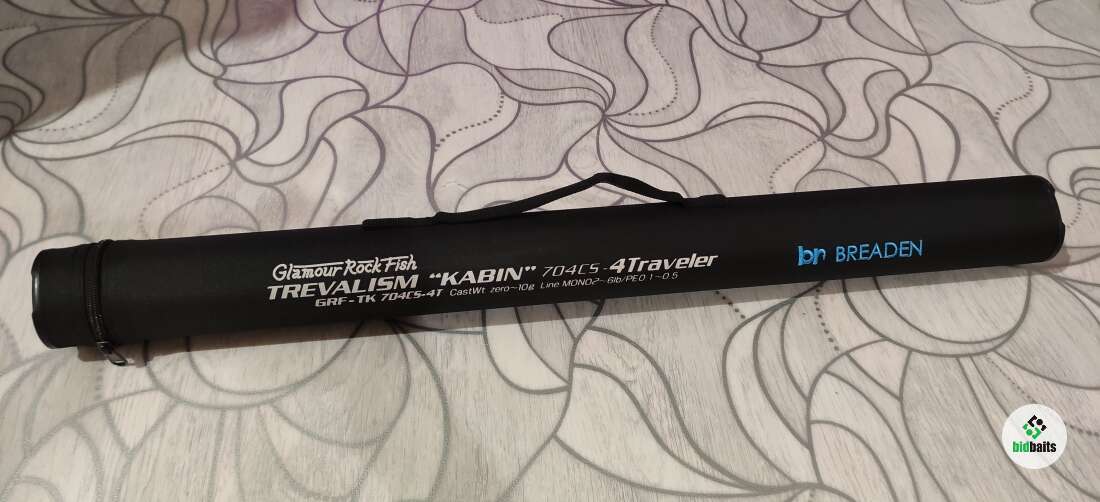 Glamour Rock Fish
TREVALISM "KABIN" 704CS-4Traveler
GRF-TK 704CS-4T CastWt zero~10g Line MONO2~6lb/PE0.1~0.5
br BREADEN
bidbaits